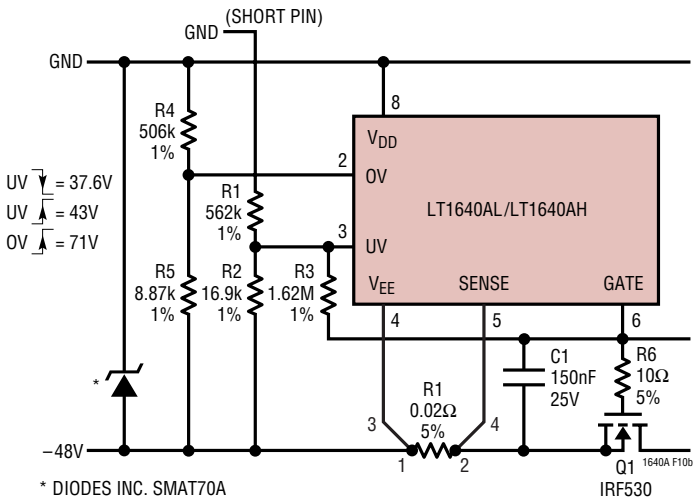 (SHORT PIN)
GND
GND
R4
506k
1%
8
VDD
2
OV
UV = 37.6V
UV = 43V
OV = 71V
R1
562k
1%
LT1640AL/LT1640AH
3
UV
R5
8.87k
1%
R2
16.9k
1%
R3
1.62M
1%
VEE
SENSE
GATE
4
5
6
C1
150nF
25V
R6
10Ω
5%
*
R1
0.02Ω
5%
3
4
−48V
1
2
Q1
IRF530
1640A F10b
* DIODES INC. SMAT70A